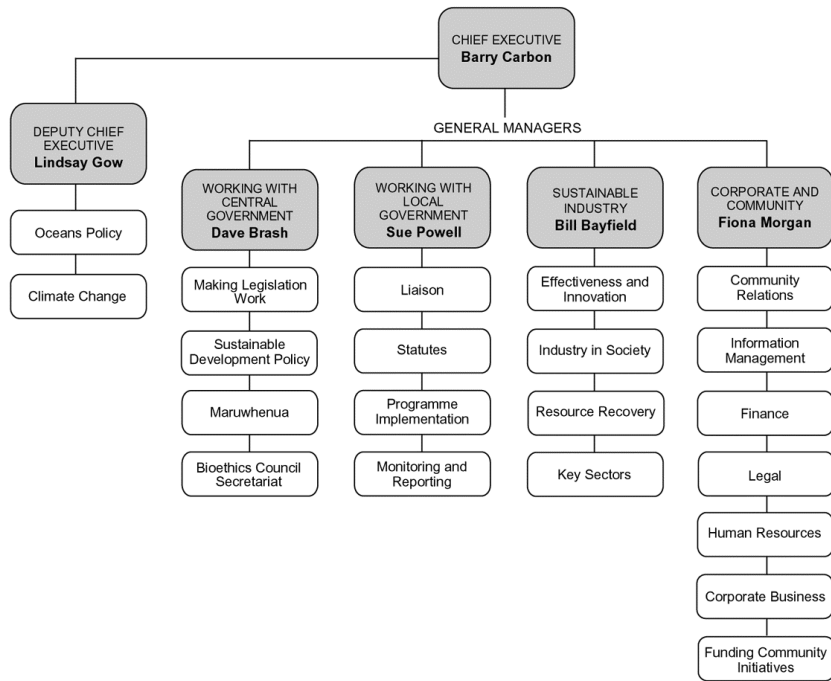 CHIEF EXECUTIVE
Barry Carbon
DEPUTY CHIEF
EXECUTIVE
Lindsay Gow
Oceans Policy
Climate Change
GENERAL MANAGERS
WORKING WITH
CENTRAL
GOVERNMENT
Dave Brash
Making Legislation
Work
Sustainable
Development Policy
Maruwhenua
Bioethics Council
Secretariat
WORKING WITH
LOCAL
GOVERNMENT
Sue Powell
Liaison
Statutes
Programme
Implementation
Monitoring and
Reporting
SUSTAINABLE
INDUSTRY
Bill Bayfield
Effectiveness and
Innovation
Industry in Society
Resource Recovery
Key Sectors
CORPORATE AND
COMMUNITY
Fiona Morgan
Community
Relations
Information
Management
Finance
Legal
Human Resources
Corporate Business
Funding Community
Initiatives